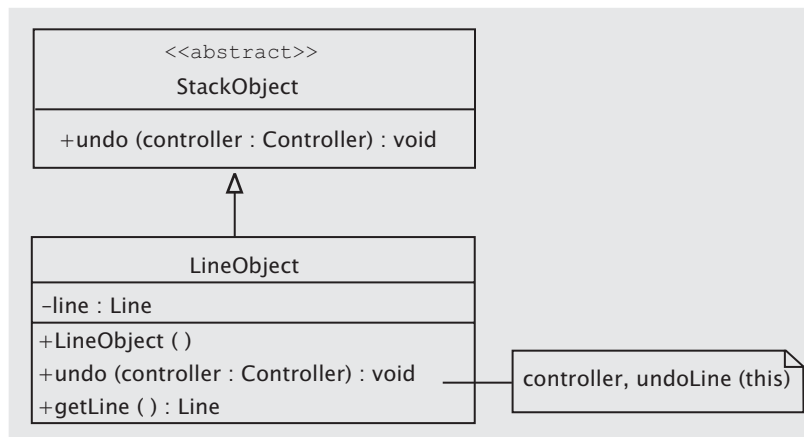 <<abstract>>
StackObject
+undo (controller : Controller) : void
LineObject
-line : Line
+LineObject ( )
+undo (controller : Controller) : void
controller, undoLine (this)
+getLine ( ) : Line